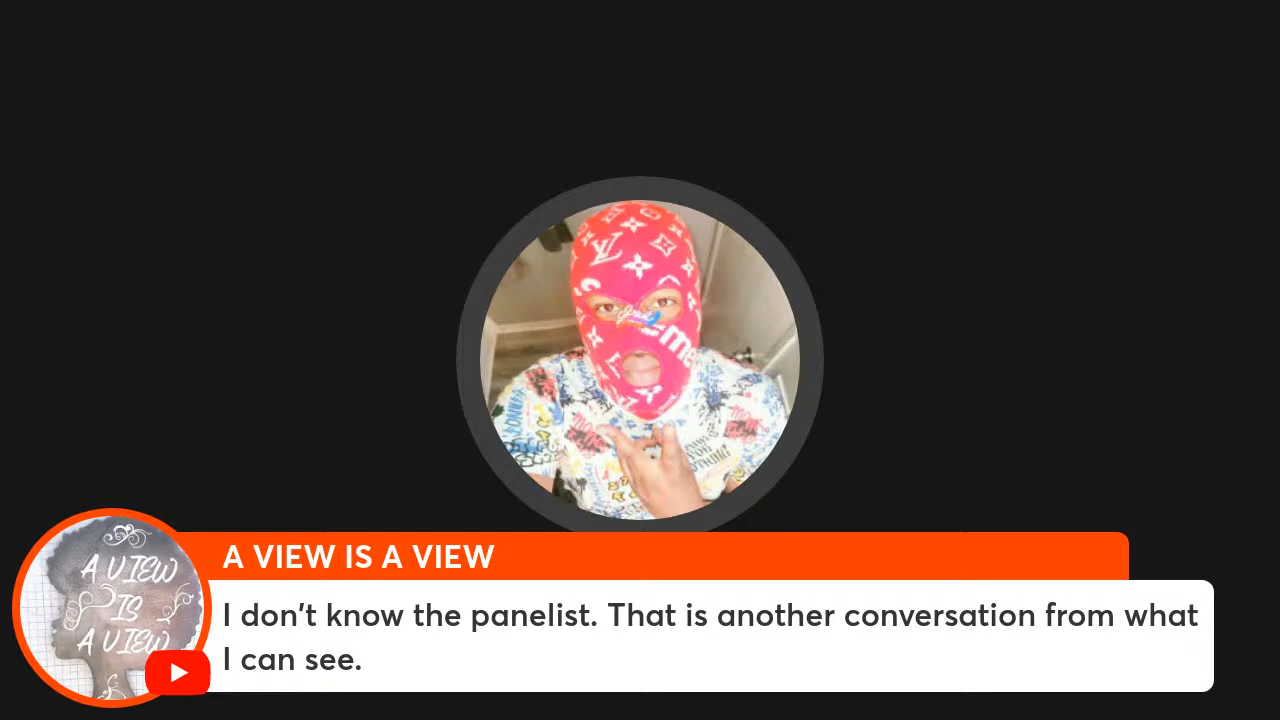 A VIEW IS A VIEW
I don't know the panelist. That is another conversation from what
I can see.
A VIEW
IS
A VIEW